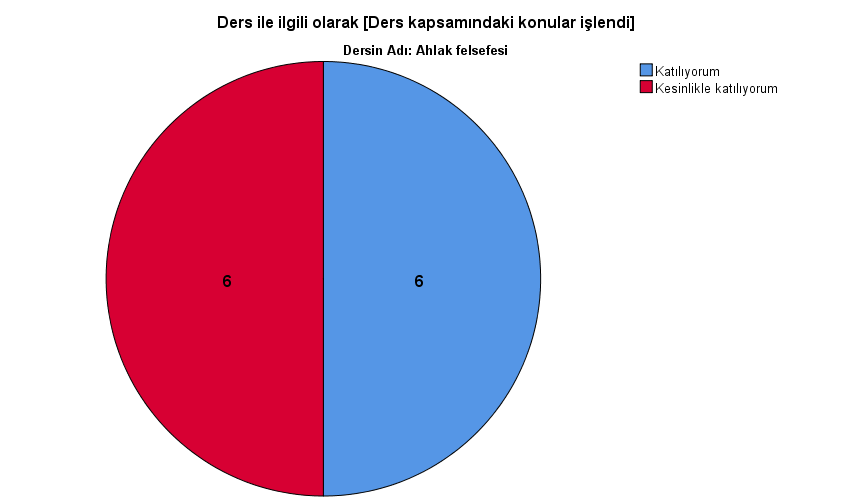 Ders ile ilgili olarak [Ders kapsamındaki konular işlendi]
Dersin Adı: Ahlak felsefesi
Katılıyorum
Kesinlikle katılıyorum
6
6